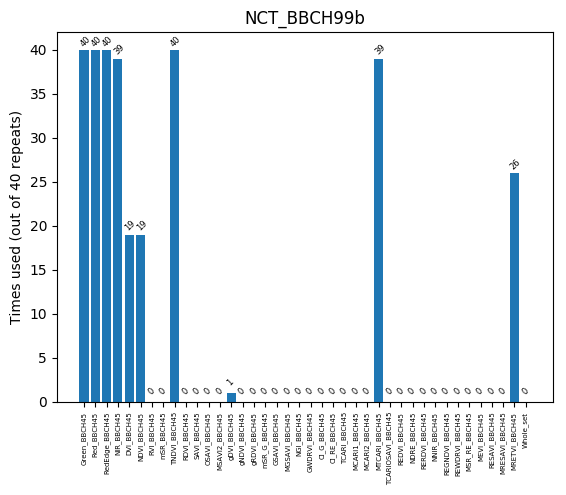 NCT_BBCH99b
Times used (out of 40 repeats)
40
35
30
25
20
15
10
5
0
40
40
40
39
19
19
0
0
40
0
0
0
0
1
0
0
0
0
0
0
0
0
0
0
0
0
39
0
0
0
0
0
0
0
0
0
0
0
26
0
Green_BBCH45
Red_BBCH45
RedEdge_BBCH45
NIR_BBCH45
DVI_BBCH45
NDVI_BBCH45
RVI_BBCH45
mSR_BBCH45
TNDVI_BBCH45
RDVI_BBCH45
SAVI_BBCH45
OSAVI_BBCH45
MSAVI2_BBCH45
gDVI_BBCH45
gNDVI_BBCH45
gRDVI_BBCH45
mSR_G_BBCH45
GSAVI_BBCH45
MGSAVI_BBCH45
NGI_BBCH45
GWDRVI_BBCH45
CI_G_BBCH45
CI_RE_BBCH45
TCARI_BBCH45
MCARI1_BBCH45
MCARI2_BBCH45
MTCARI_BBCH45
TCARIOSAVI_BBCH45
REDVI_BBCH45
NDRE_BBCH45
RERDVI_BBCH45
NNIR_BBCH45
REGNDVI_BBCH45
REWDRVI_BBCH45
MSR_RE_BBCH45
MEVI_BBCH45
RESAVI_BBCH45
MRESAVI_BBCH45
MRETVI_BBCH45
Whole_set